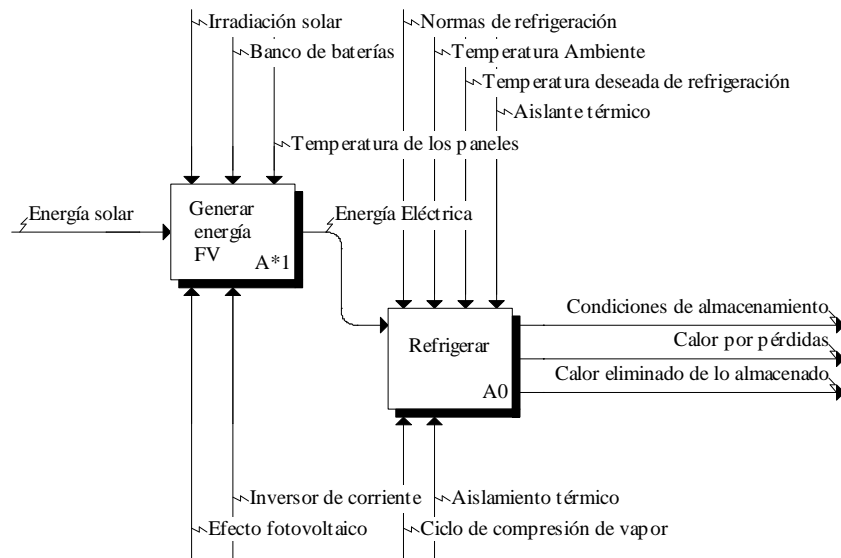 Irradiación solar
Normas de refrigeración
Banco de baterías
Temperatura Ambiente
Temperatura deseada de refrigeración
Aislante térmico
Temperatura de los paneles
Energía solar
Generar
energía
FV
A*1
Energía Eléctrica
Refrigerar
A0
Condiciones de almacenamiento
Calor por pérdidas
Calor eliminado de lo almacenado
Inversor de corriente
Aislamiento térmico
Efecto fotovoltaico
Ciclo de compresión de vapor